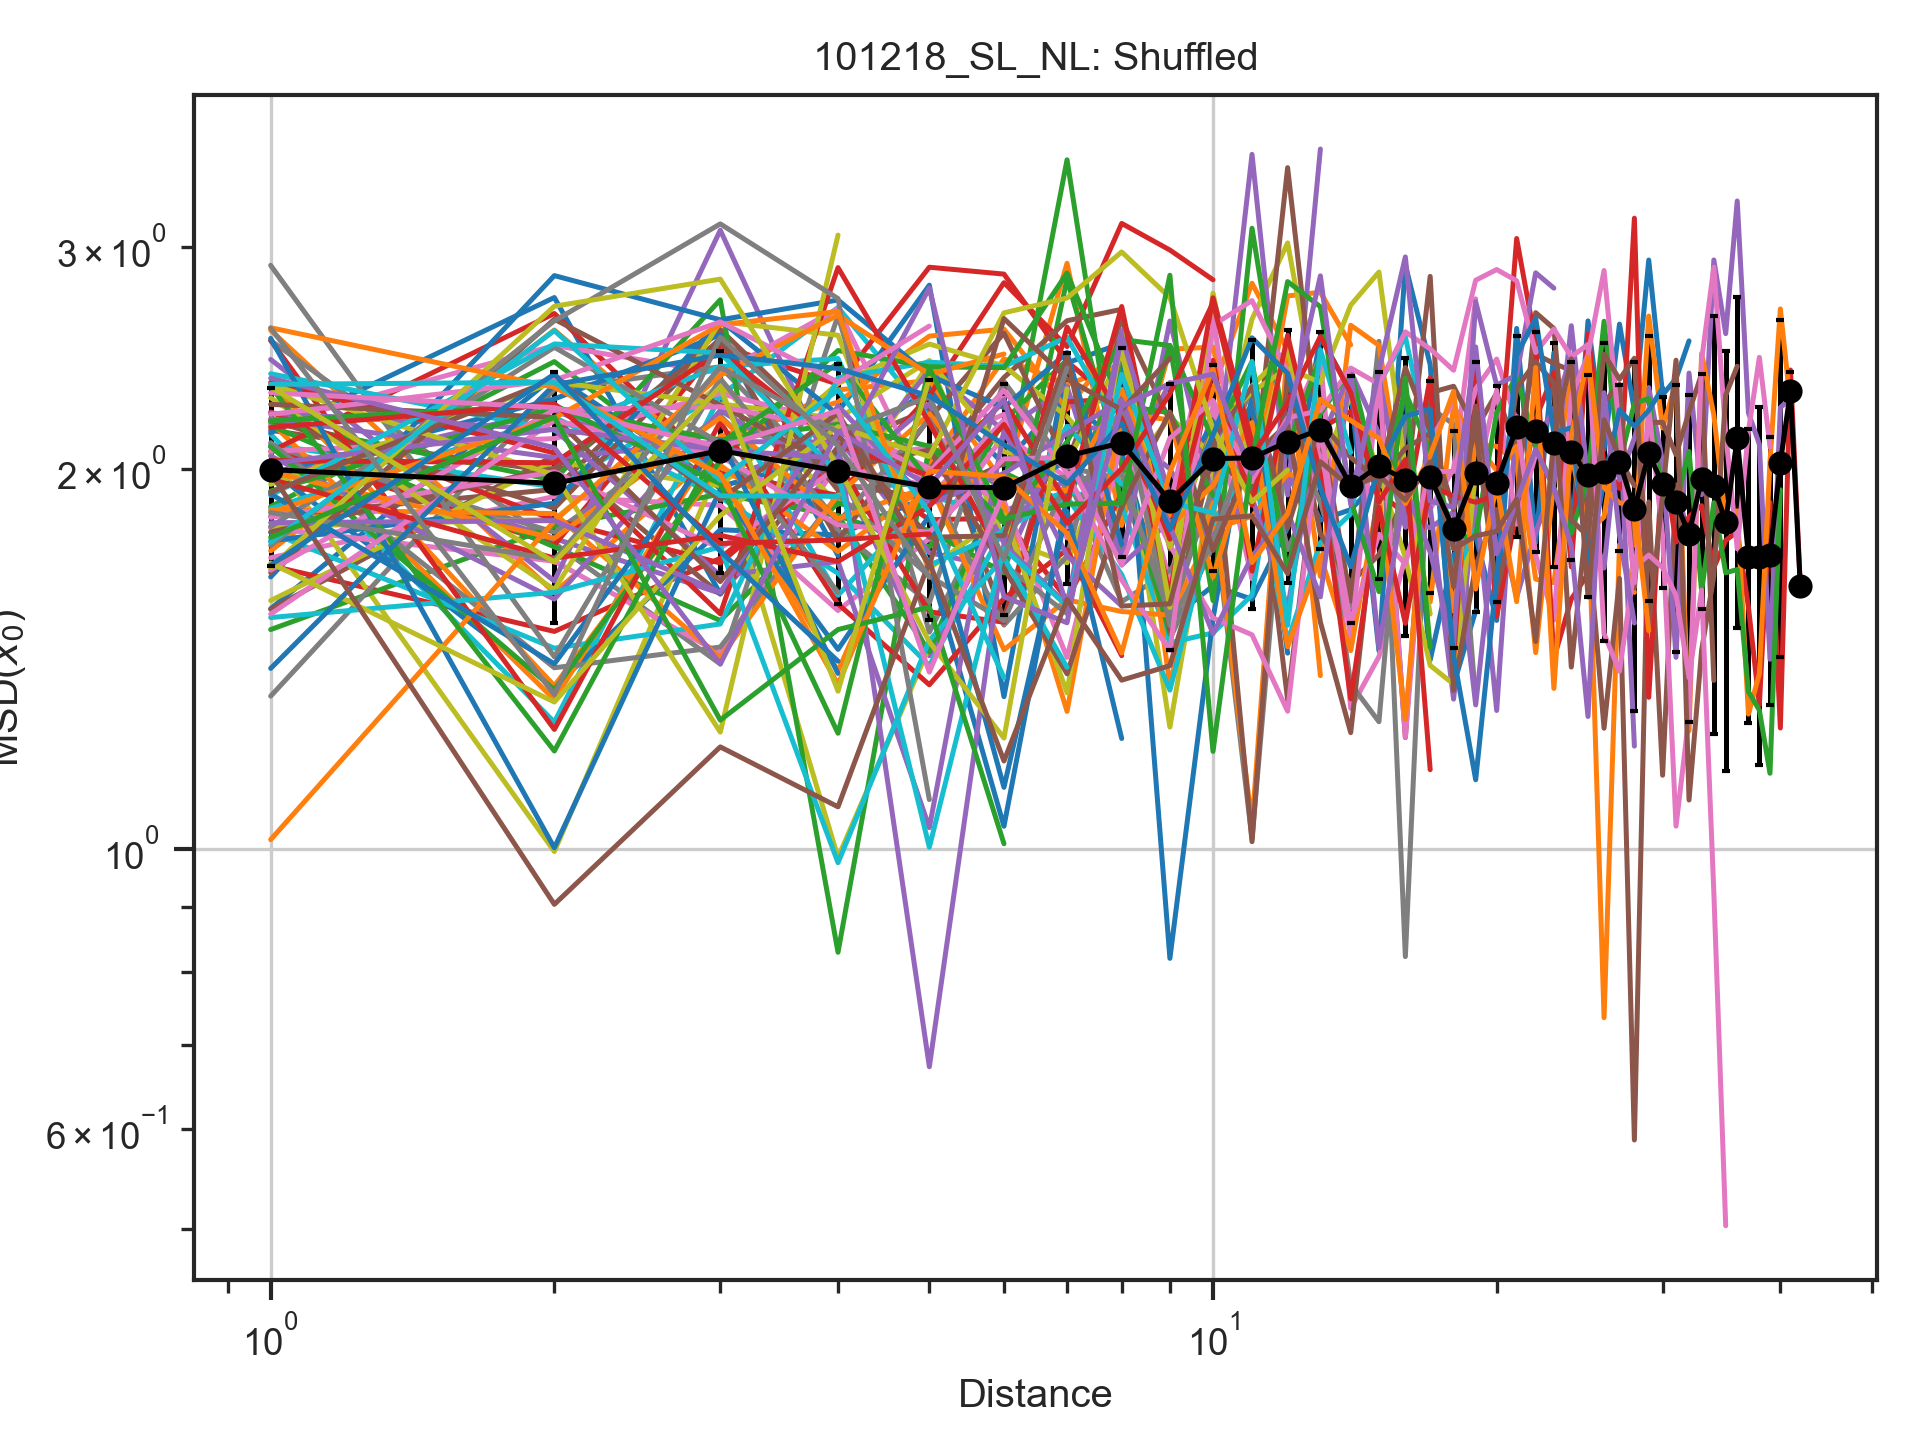 101218_SL_NL: Shuffled
3 × 10⁰
2 × 10⁰
10⁰
6 × 10⁻¹
MSD(x₀)
10⁰ 10¹
Distance